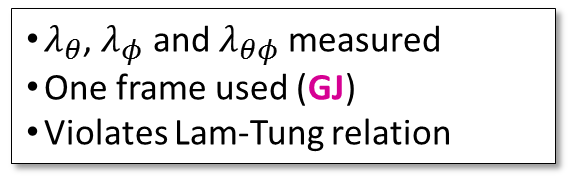 • λθ, λϕ and λθϕ measured
• One frame used (GJ)
• Violates Lam-Tung relation